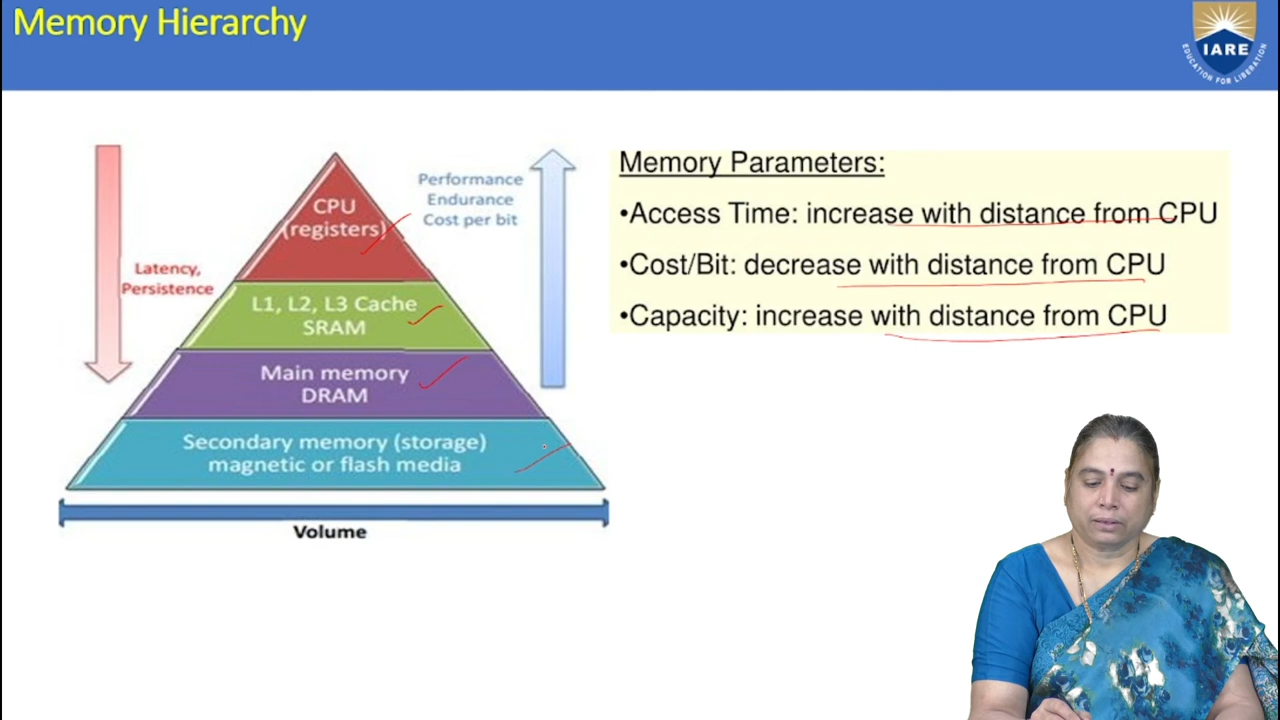 Memory Hierarchy
IARE
EDUCATION FOR LIBERATION
Performance
Endurance
Cost per bit
CPU
(registers)
Latency,
Persistence
L1, L2, L3 Cache
SRAM
Main memory
DRAM
Secondary memory (storage)
magnetic or flash media
Volume
Memory Parameters:
•Access Time: increase with distance from CPU
•Cost/Bit: decrease with distance from CPU
•Capacity: increase with distance from CPU